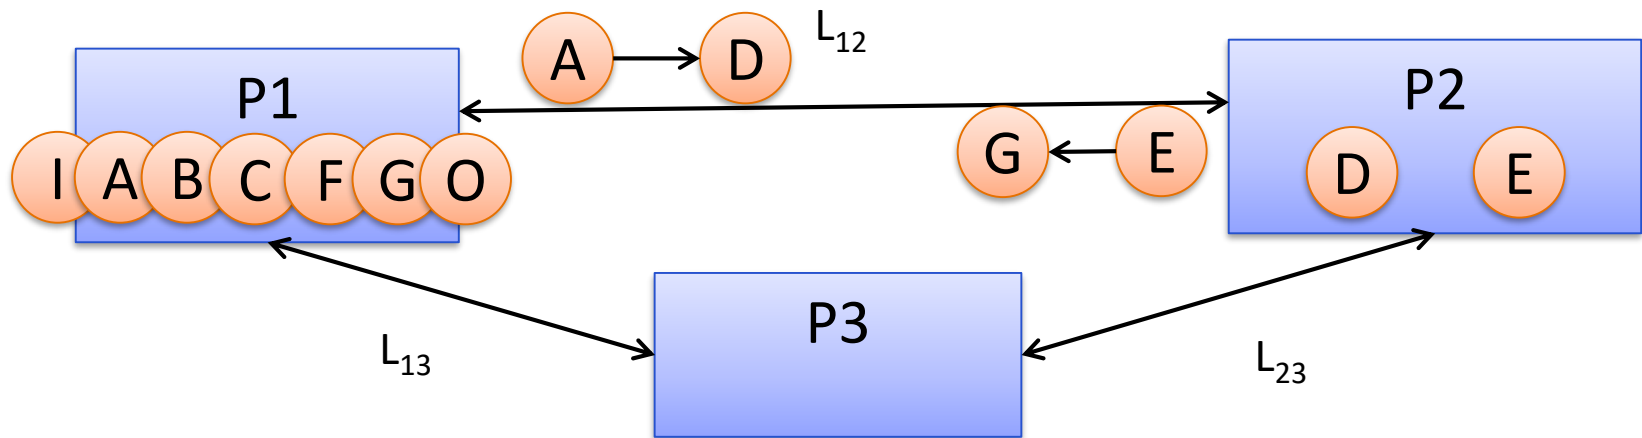 L12
A D
P1
P2
G E
I A B C F G O
D E
P3
L13
L23